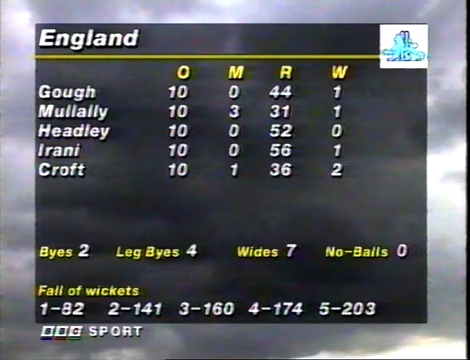 England
O M R W
Gough 10 0 44 1
Mullally 10 3 31 1
Headley 10 0 52 0
Irani 10 0 56 1
Croft 10 1 36 2
Byes 2 Leg Byes 4 Wides 7 No-Balls 0
Fall of wickets
1-82 2-141 3-160 4-174 5-203
BBC SPORT